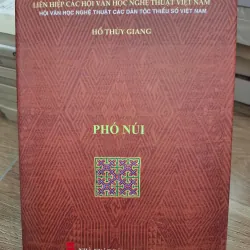 LIÊN HIỆP CÁC HỘI VĂN HỌC NGHỆ THUẬT VIỆT NAM
HỘI VĂN HỌC NGHỆ THUẬT CÁC DÂN TỘC THIỂU SỐ VIỆT NAM
HỒ THỦY GIANG
PHỐ NÚI